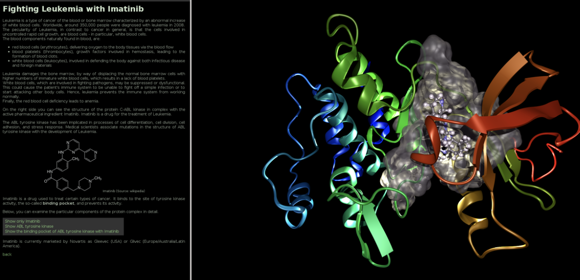 Fighting Leukemia with Imatinib
Leukemia is a type of cancer of the blood or bone marrow characterized by an abnormal increase
of white blood cells. Worldwide, around 350,000 people were diagnosed with leukemia in
The peculiarity of Leukemia, in contrast to cancer in general, is that the cells involved in
uncontrolled rapid cell growth, are blood cells - in particular, white blood cells.
The blood components naturally found in blood, are
red blood cells (erythrocytes), delivering oxygen to the body tissues via the blood flow
blood platelets (thrombocytes), growth factors involved in hemostasis, leading to the
formation of blood clots
white blood cells (leukocytes), involved in defending the body against both infectious disease
and foreign materials
Leukemia damages the bone marrow, by way of displacing the normal bone marrow cells with
higher numbers of immature white blood cells, which results in a lack of blood platelets.
White blood cells, which are involved in fighting pathogens, may be suppressed or dysfunctional.
This could cause the patient's immune system to be unable to fight off a simple infection or to
start attacking other body cells. Hence, leukemia prevents the immune system from working
normally.
Finally, the red blood cell deficiency leads to anemia.
On the right side you can see the structure of the protein C-ABL kinase in complex with the
active pharmaceutical ingredient Imatinib. Imatinib is a drug for the treatment of Leukemia.
The ABL tyrosine kinase has been implicated in processes of cell differentiation, cell division, cell
adhesion, and stress response. Medical scientists associate mutations in the structure of ABL
tyrosine kinase with the development of Leukemia.
Imatinib (Source: wikipedia)
Imatinib is a drug used to treat certain types of cancer. It binds to the site of tyrosine kinase
activity, the so-called binding pocket, and prevents its activity.
Below, you can examine the particular components of the protein complex in detail:
Show only Imatinib
Show ABL tyrosine kinase
Show the binding pocket of ABL tyrosine kinase with Imatinib
Imatinib is currently marketed by Novartis as Gleevec (USA) or Glivec (Europe/Australia/Latin
America).
back